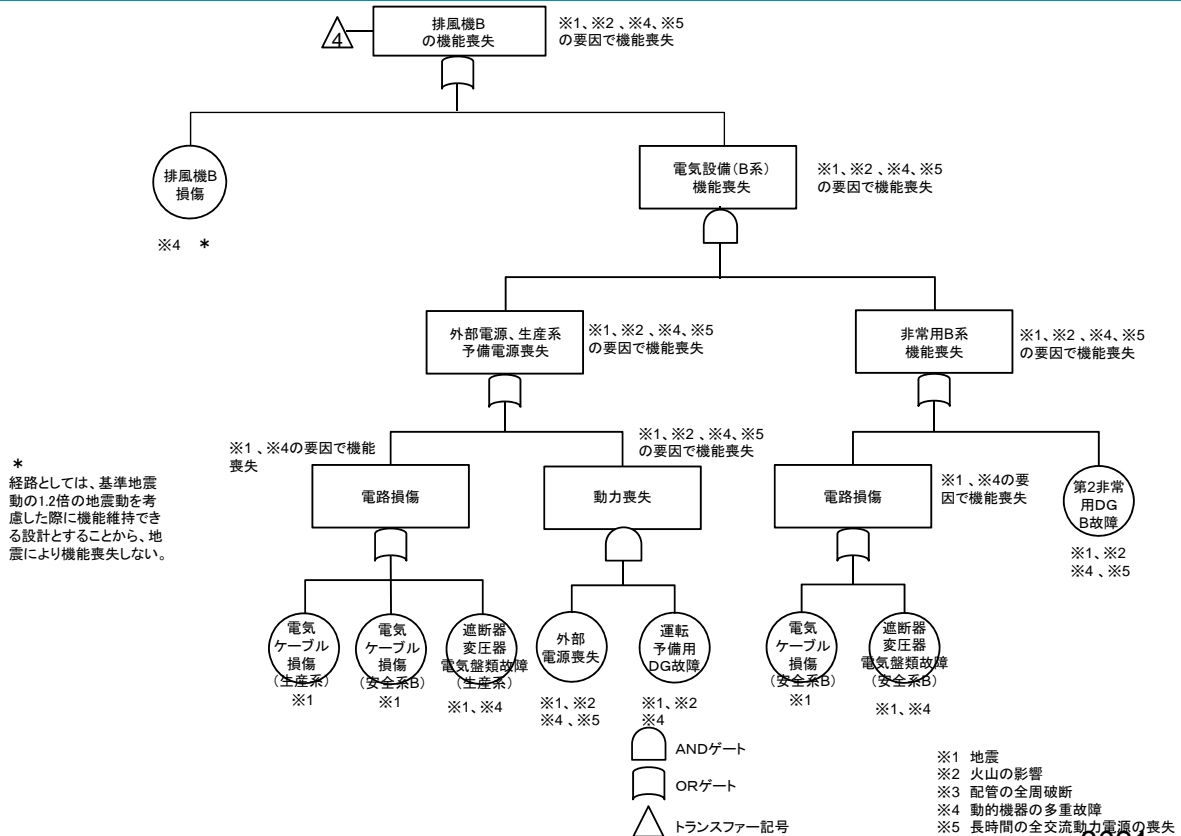 4
排風機B
の機能喪失
※1、※2 、※4、※5
の要因で機能喪失
排風機B
損傷
※4 *
電気設備(B系)
機能喪失
※1、※2 、※4、※5
の要因で機能喪失
外部電源、生産系
予備電源喪失
※1、※2 、※4、※5
の要因で機能喪失
非常用B系
機能喪失
※1、※2 、※4、※5
の要因で機能喪失
※1 、※4の要因で機能
喪失
電路損傷
※1、※2 、※4、※5
の要因で機能喪失
動力喪失
電路損傷
※1 、※4の要
因で機能喪失
第2非常
用DG
B故障
※1、※2
※4 、※5
*
経路としては、基準地震
動の1.2倍の地震動を考
慮した際に機能維持でき
る設計とすることから、地
震により機能喪失しない。
電気
ケーブル
損傷
(生産系)
※1
電気
ケーブル
損傷
(安全系B)
※1
遮断器
変圧器
電気盤類故障
(生産系)
※1、※4
外部
電源喪失
※1、※2
※4 、※5
運転
予備用
DG故障
※1、※2
※4
電気
ケーブル
損傷
(安全系B)
※1
遮断器
変圧器
電気盤類故障
(安全系B)
※1、※4
ANDゲート
ORゲート
トランスファー記号
※1 地震
※2 火山の影響
※3 配管の全周破断
※4 動的機器の多重故障
※5 長時間の全交流動力電源の喪失